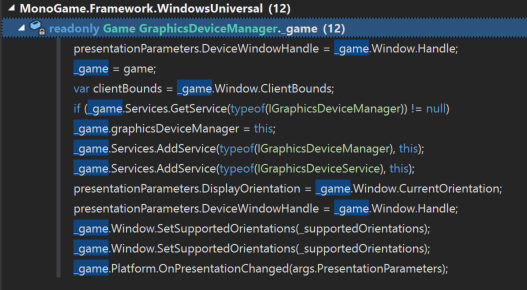 MonoGame.Framework.WindowsUniversal (12)
readonly Game GraphicsDeviceManager._game (12)
presentationParameters.DeviceWindowHandle = _game.Window.Handle;
_game = game;
var clientBounds = _game.Window.ClientBounds;
if (_game.Services.GetService(typeof(IGraphicsDeviceManager)) != null)
_game.graphicsDeviceManager = this;
_game.Services.AddService(typeof(IGraphicsDeviceManager), this);
_game.Services.AddService(typeof(IGraphicsDeviceService), this);
presentationParameters.DisplayOrientation = _game.Window.CurrentOrientation;
presentationParameters.DeviceWindowHandle = _game.Window.Handle;
_game.Window.SetSupportedOrientations(_supportedOrientations);
_game.Window.SetSupportedOrientations(_supportedOrientations);
_game.Platform.OnPresentationChanged(args.PresentationParameters);